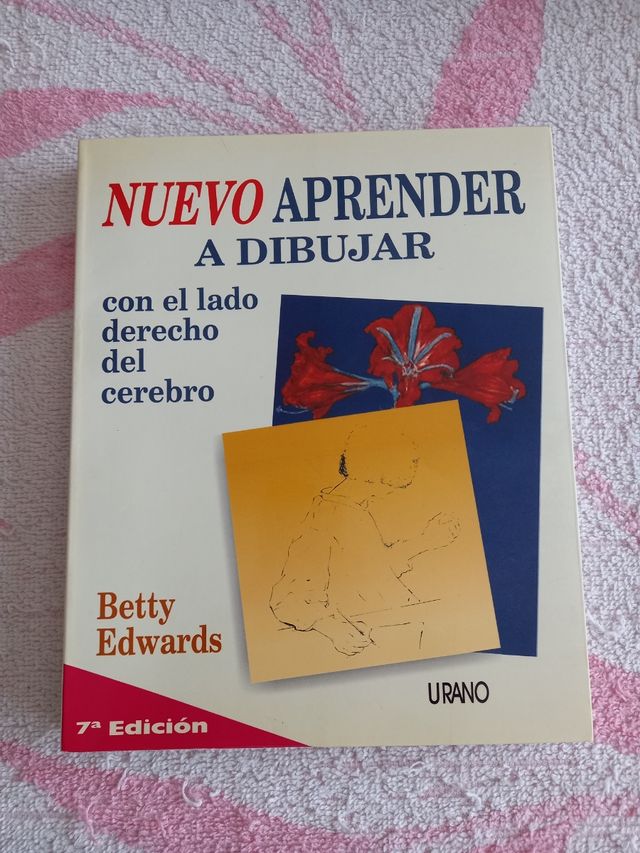 NUEVO APRENDER
A DIBUJAR
con el lado
derecho
del
cerebro
Betty
Edwards
URANO
7ª Edición